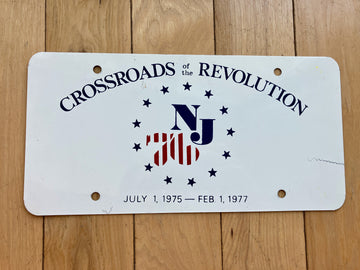 CROSSROADS of the REVOLUTION
NJ
76
JULY 1, 1975 — FEB 1, 1977